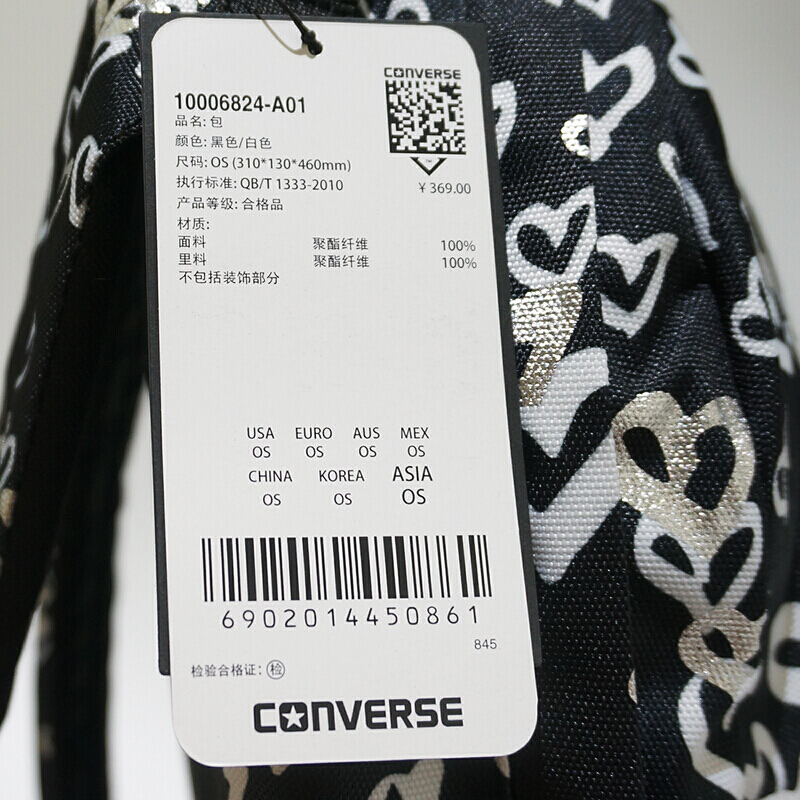 CONVERSE
10006824-A01
品名: 包
颜色: 黑色/白色
尺码: OS (310*130*460mm)
执行标准: QB/T 1333-2010
¥ 369.00
产品等级: 合格品
材质:
面料 聚酯纤维 100%
里料 聚酯纤维 100%
不包括装饰部分
USA EURO AUS MEX
OS OS OS OS
CHINA KOREA ASIA
OS OS OS
6902014450861
845
检验合格证: 检
CONVERSE